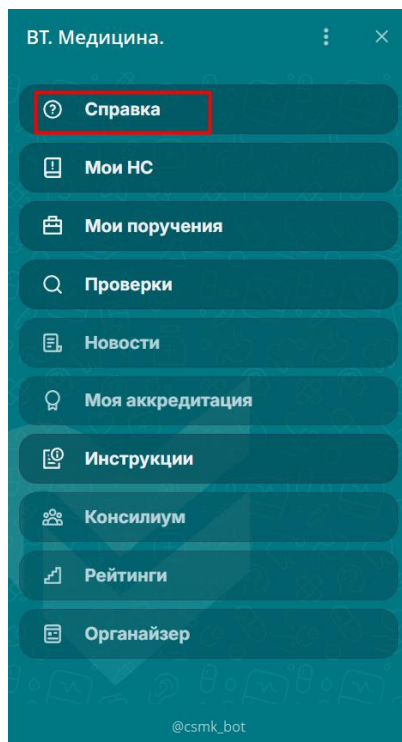 ВТ. Медицина.
Справка
Мои НС
Мои поручения
Проверки
Новости
Моя аккредитация
Инструкции
Консилиум
Рейтинги
Органайзер
@csmk_bot